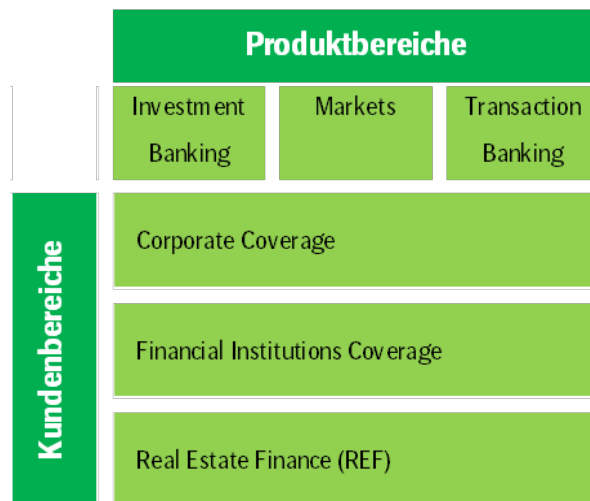 Produktbereiche
Investment
Banking
Markets
Transaction
Banking
Kundenbereiche
Corporate Coverage
Financial Institutions Coverage
Real Estate Finance (REF)